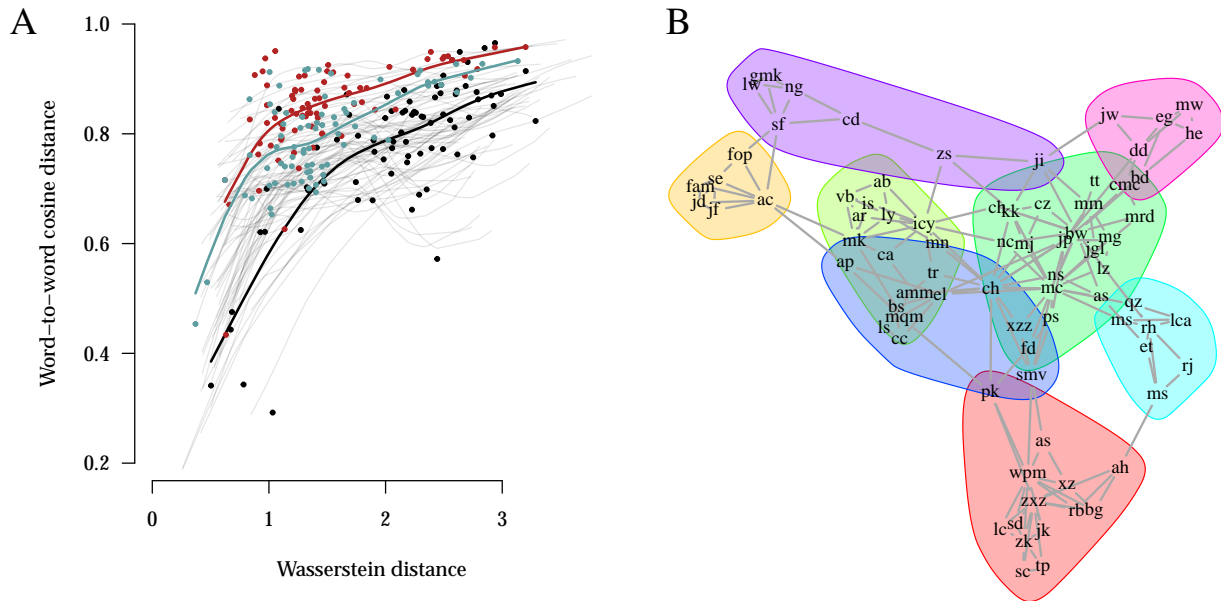 A
B
1.0
0.8
0.6
0.4
0.2
Word−to−word cosine distance
0
1
2
3
Wasserstein distance
gmk
lw
ng
sf
cd
zs
ji
jw
mw
eg
he
dd
bd
cmc
fop
se
fam
jd
jf
ac
ab
vb
is
ar
ly
icy
mk
mn
ca
ap
tr
amm
el
bs
mqm
ls
cc
ch
kk
cz
tt
mm
mrd
nc
mj
jp
bw
mg
jgl
lz
ns
mc
as
ch
xzz
ps
fd
smv
pk
qz
ms
rh
lca
et
rj
ms
as
ah
wpm
xz
zxz
rb
bg
lc
sd
jk
zk
sc
tp